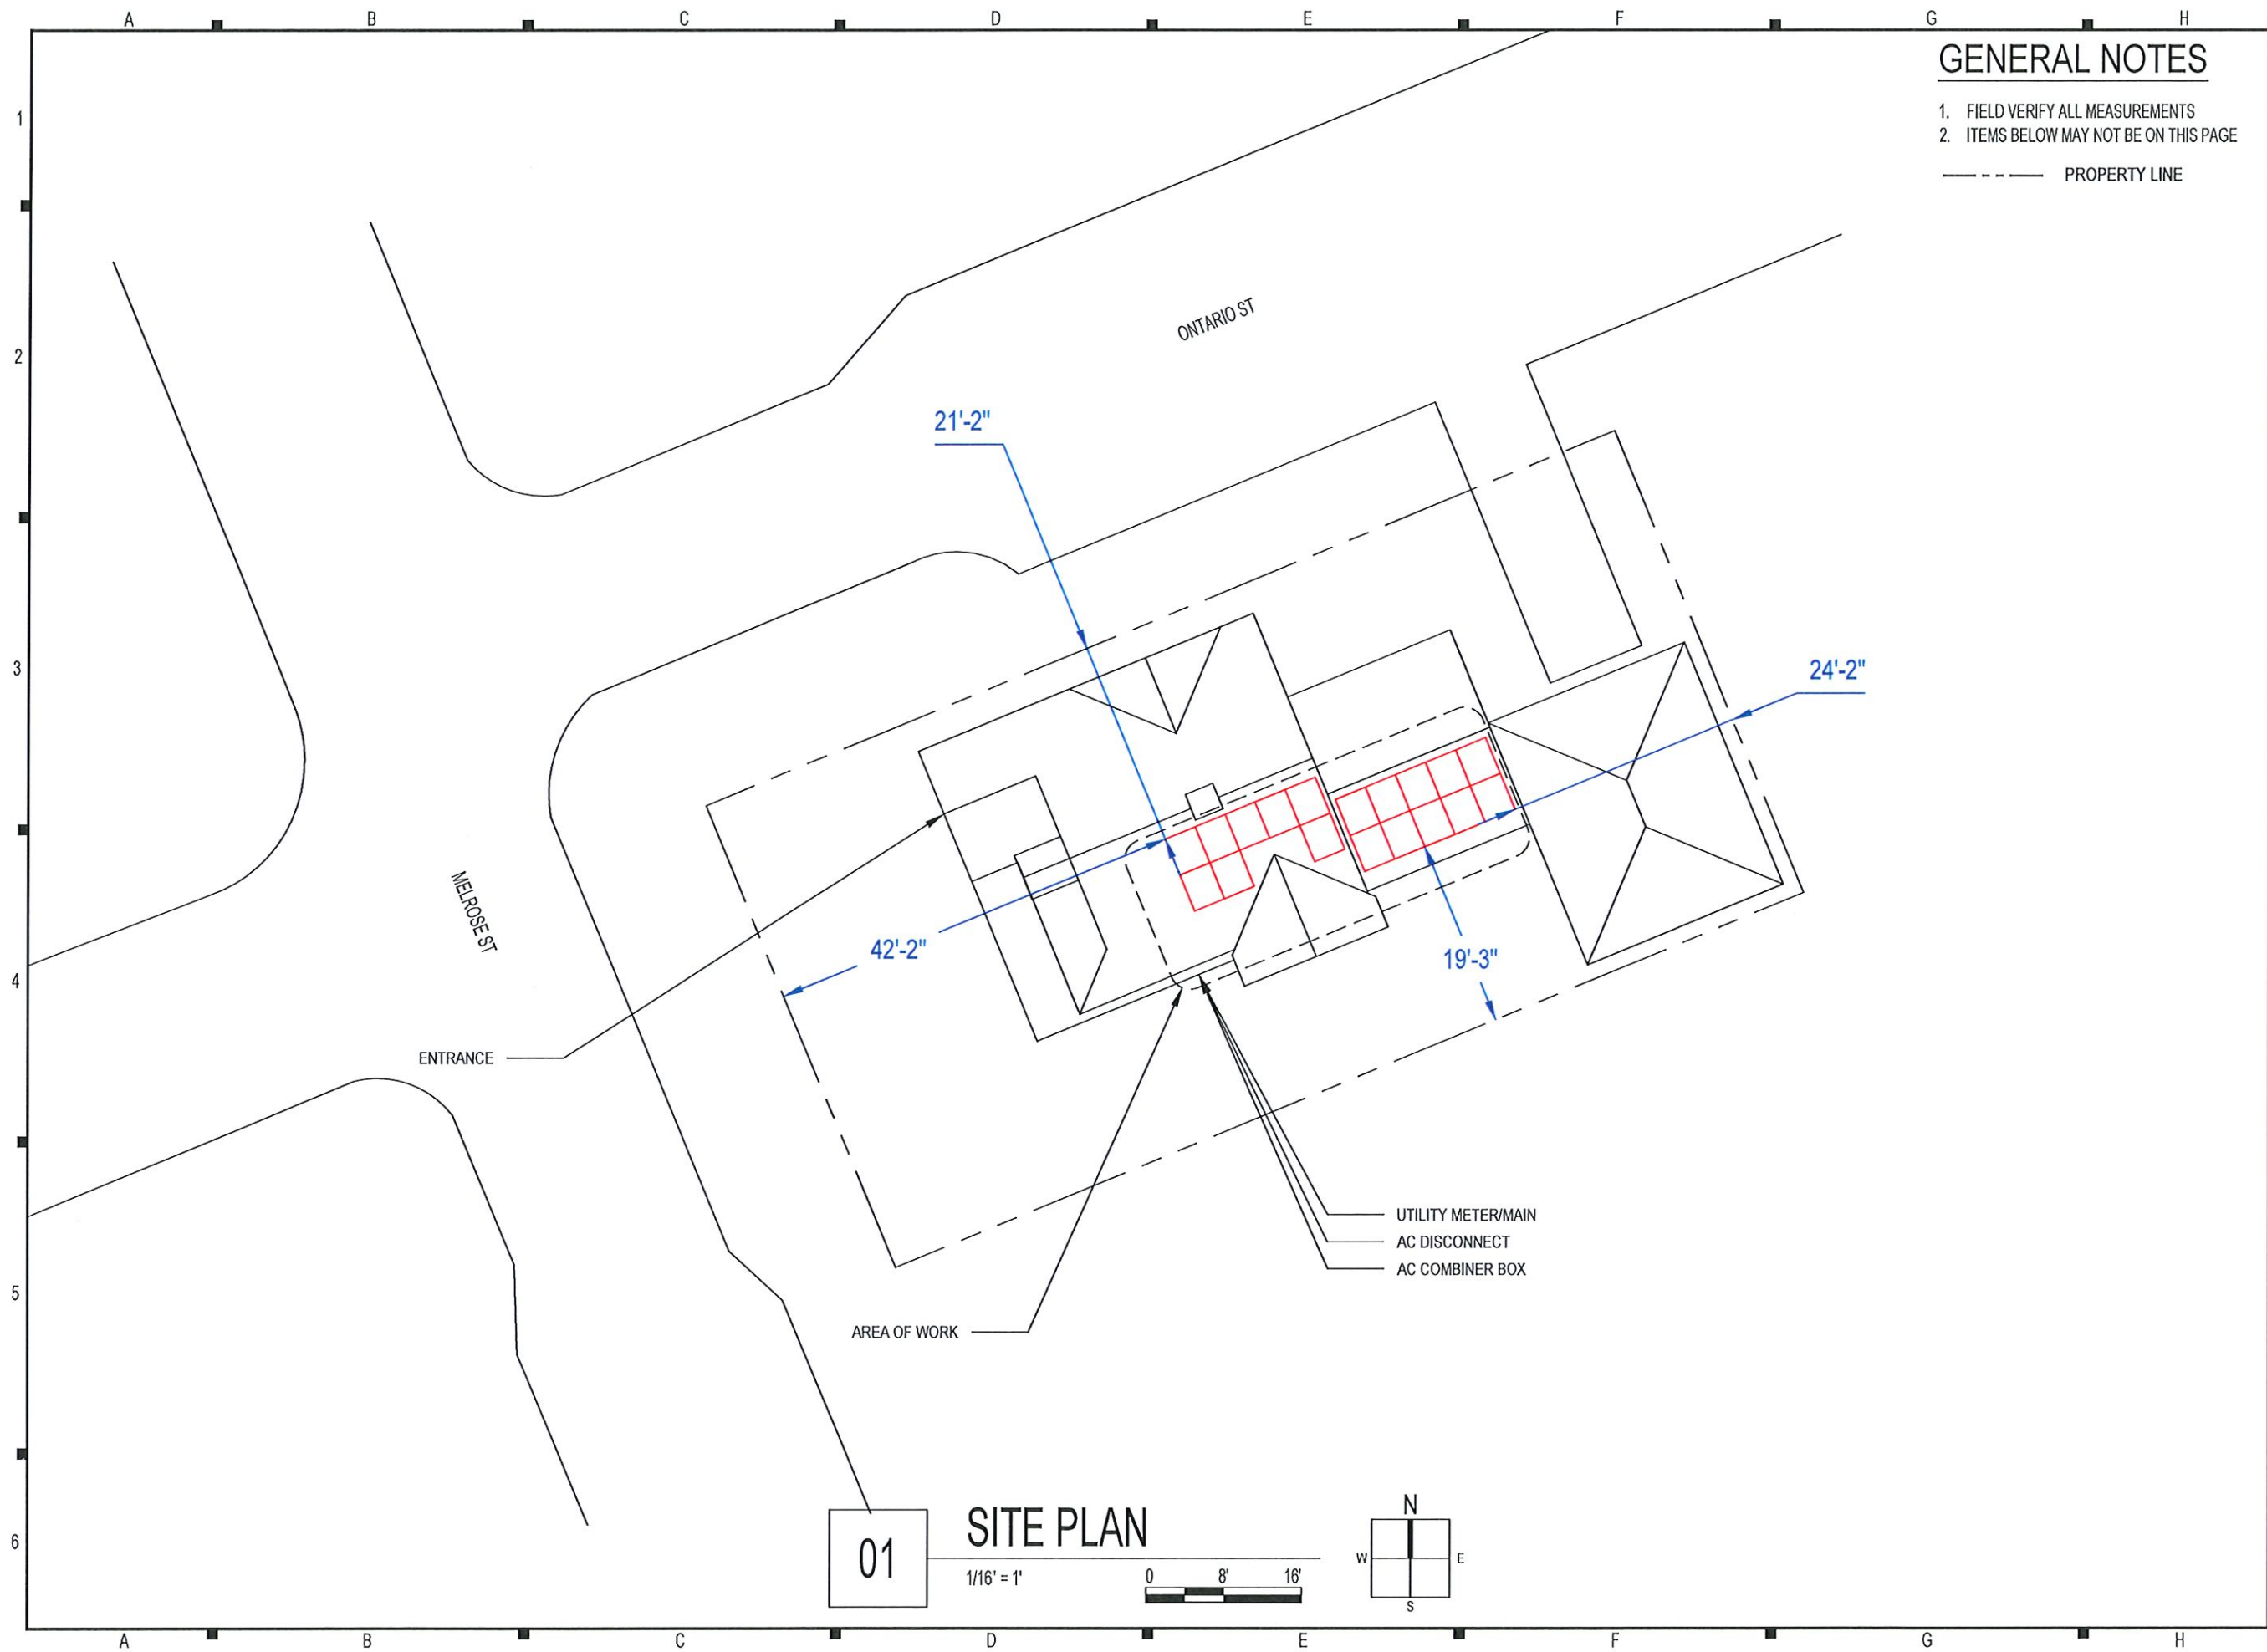 A B C D E F G H
GENERAL NOTES
1. FIELD VERIFY ALL MEASUREMENTS
2. ITEMS BELOW MAY NOT BE ON THIS PAGE
PROPERTY LINE
1
2
3
4
5
6
ONTARIO ST
21'-2"
24'-2"
MELROSE ST
42'-2"
19'-3"
ENTRANCE
UTILITY METER/MAIN
AC DISCONNECT
AC COMBINER BOX
AREA OF WORK
01
SITE PLAN
1/16" = 1'
0 8' 16'
N
W E
S
A B C D E F G H